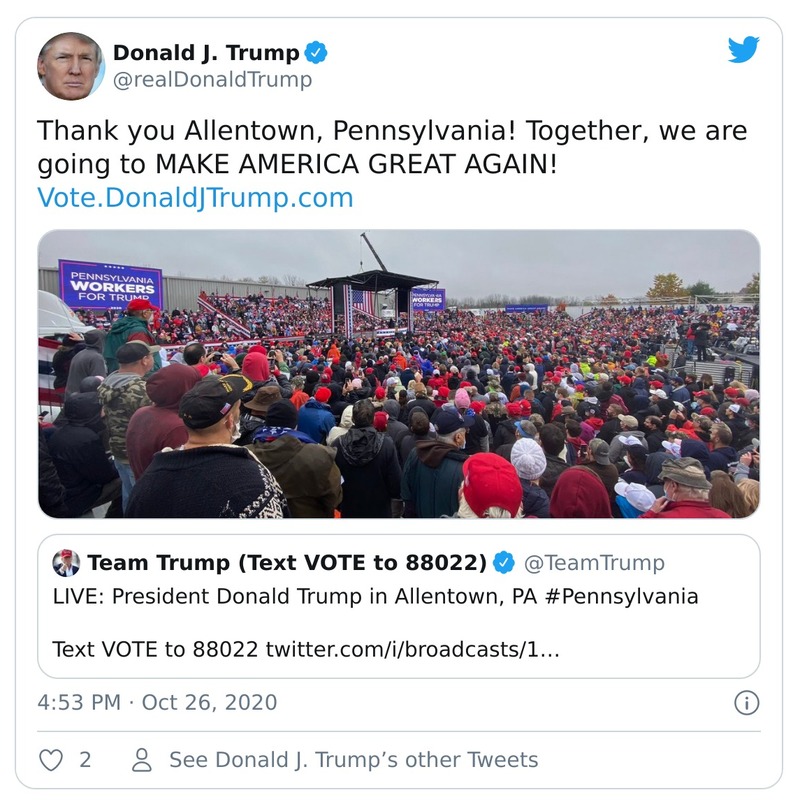 Donald J. Trump
@realDonaldTrump
Thank you Allentown, Pennsylvania! Together, we are
going to MAKE AMERICA GREAT AGAIN!
Vote.DonaldJTrump.com
PENNSYLVANIA
WORKERS
FOR TRUMP
WORKERS
Team Trump (Text VOTE to 88022) @TeamTrump
LIVE: President Donald Trump in Allentown, PA #Pennsylvania
Text VOTE to 88022 twitter.com/i/broadcasts/1…
4:53 PM · Oct 26, 2020
2
See Donald J. Trump’s other Tweets